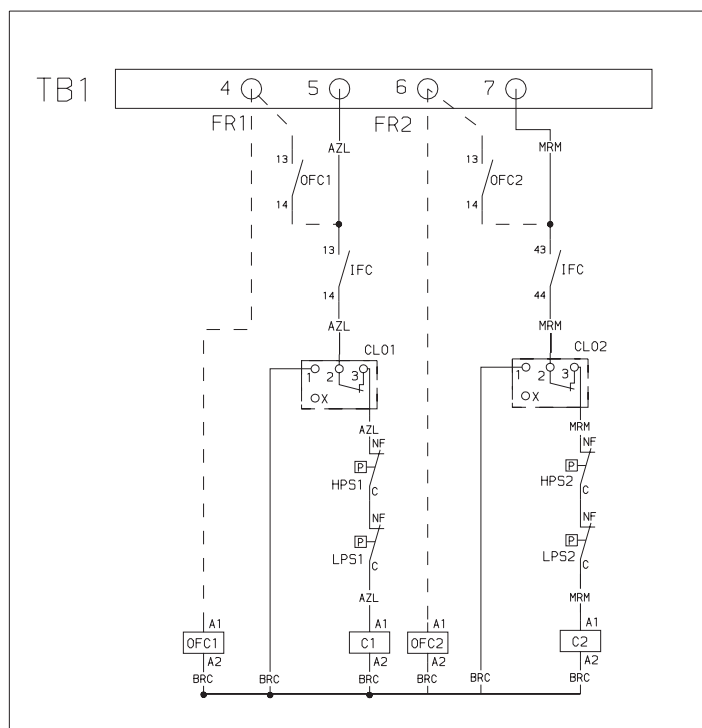 TB1 4 5 6 7
FR1 FR2
AZL MRM
13 13
OFC1 OFC2
14 14
13 43
IFC IFC
14 44
AZL MRM
CLO1 CLO2
1 2 3 1 2 3
X X
AZL MRM
NF NF
P P
HPS1 HPS2
C C
NF NF
P P
LPS1 LPS2
C C
AZL MRM
A1 A1 A1 A1
OFC1 C1 OFC2 C2
A2 A2 A2 A2
BRC BRC BRC BRC BRC BRC